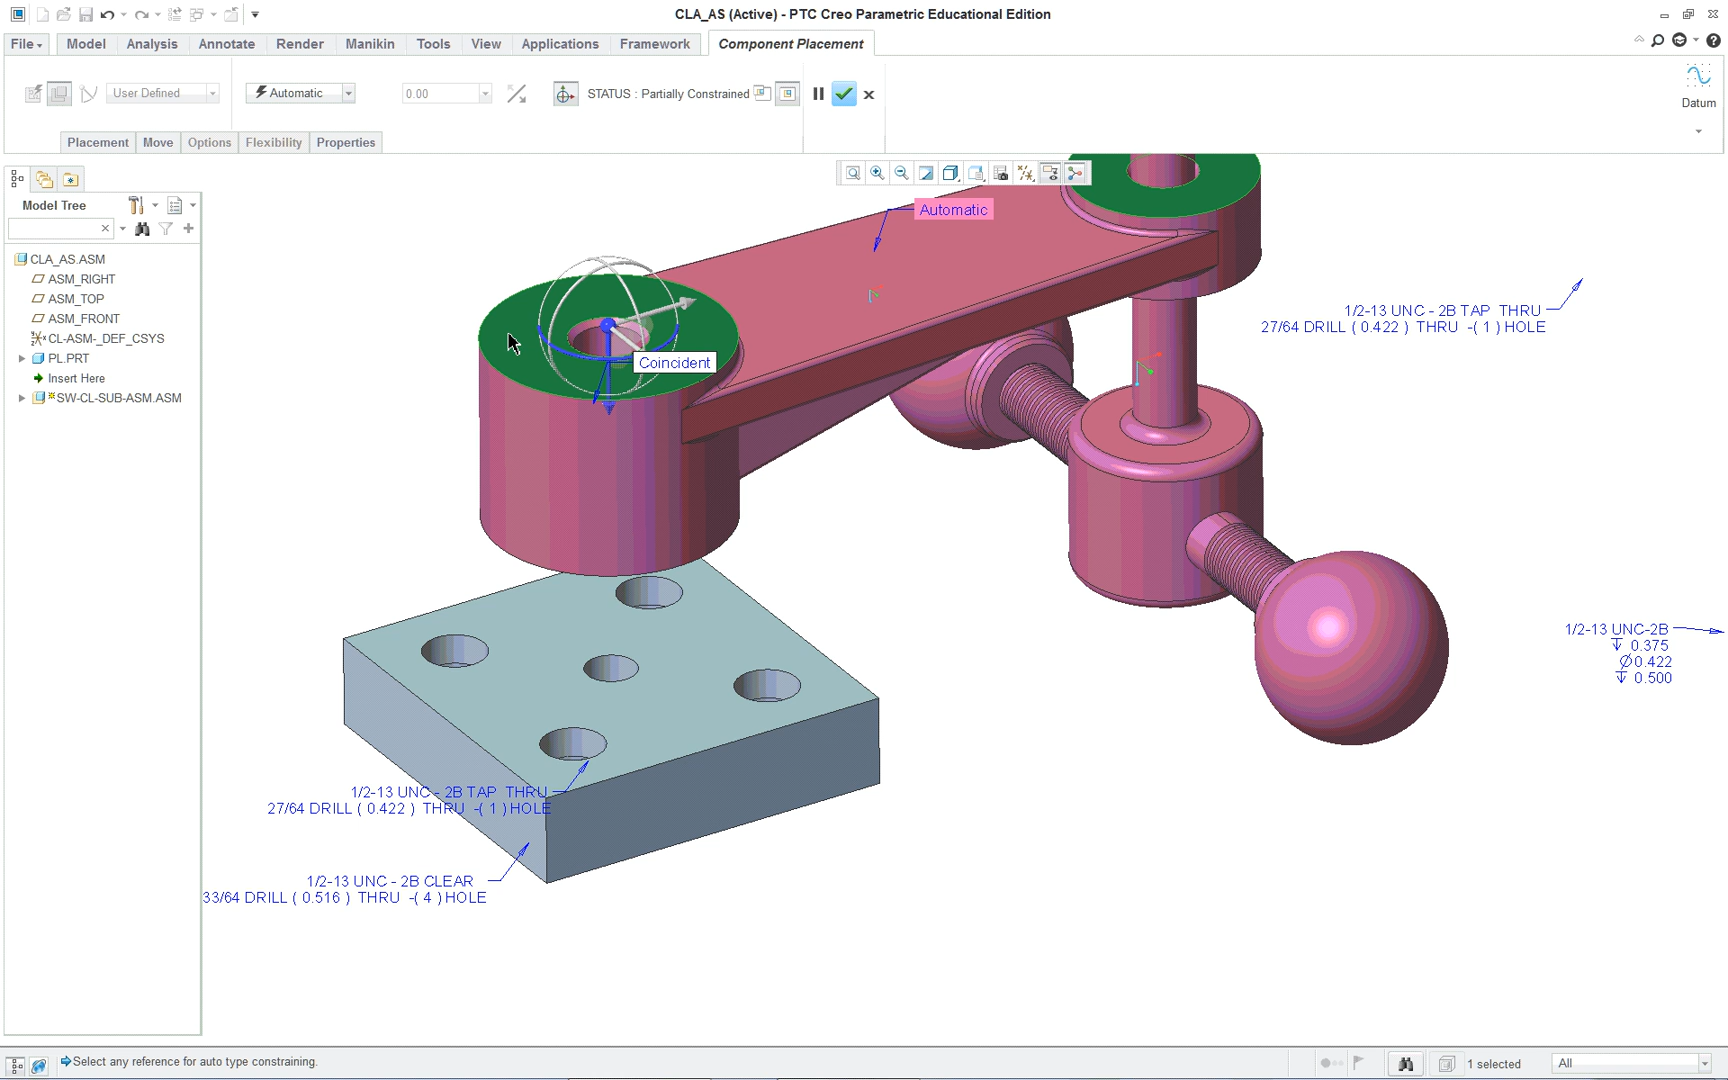 CLA_AS (Active) - PTC Creo Parametric Educational Edition
File Model Analysis Annotate Render Manikin Tools View Applications Framework Component Placement
User Defined Automatic 0.00 STATUS : Partially Constrained
Datum
Placement Move Options Flexibility Properties
Model Tree
CLA_AS.ASM
ASM_RIGHT
ASM_TOP
ASM_FRONT
CL-ASM-_DEF_CSYS
PL.PRT
Insert Here
SW-CL-SUB-ASM.ASM
Automatic
Coincident
1/2-13 UNC - 2B TAP THRU
27/64 DRILL ( 0.422 ) THRU -( 1 ) HOLE
1/2-13 UNC-2B
↧ 0.375
∅0.422
↧ 0.500
1/2-13 UNC - 2B TAP THRU
27/64 DRILL ( 0.422 ) THRU -( 1 ) HOLE
1/2-13 UNC - 2B CLEAR
33/64 DRILL ( 0.516 ) THRU -( 4 ) HOLE
Select any reference for auto type constraining.
1 selected
All